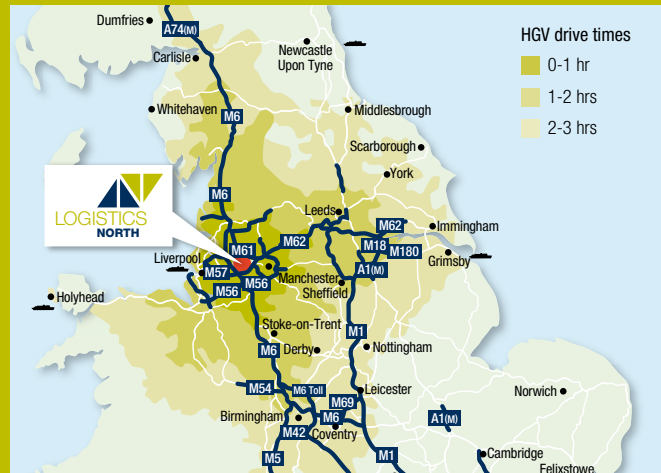 HGV drive times
0-1 hr
1-2 hrs
2-3 hrs
Dumfries
A74(M)
Carlisle
Newcastle
Upon Tyne
Whitehaven
M6
Middlesbrough
Scarborough
York
M6
LOGISTICS
NORTH
Leeds
M62
M62
Immingham
M18
M180
Grimsby
M61
Liverpool
M57
M56
M56
Manchester
Sheffield
A1(M)
Holyhead
Stoke-on-Trent
M1
M6
Derby
Nottingham
M54
M6 Toll
Leicester
Norwich
M69
Birmingham
M6
A1(M)
M42
Coventry
M5
M1
Cambridge
Felixstowe